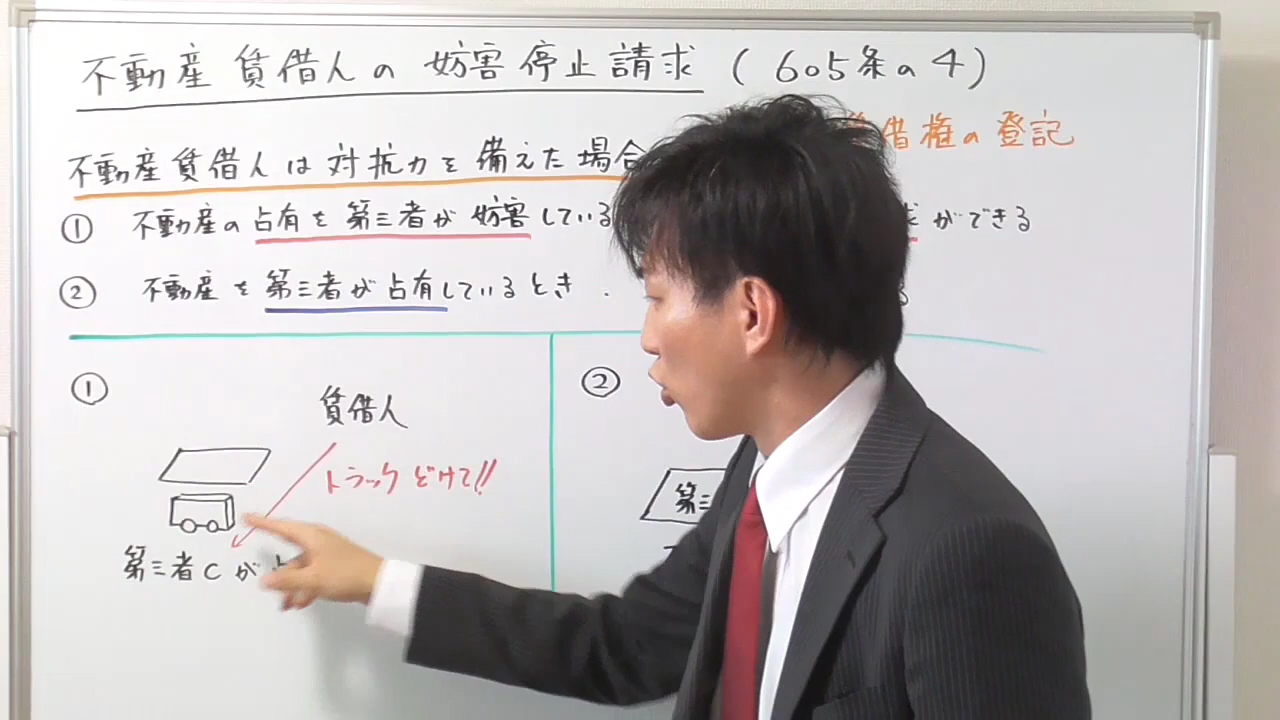 不動産賃借人の妨害停止請求 (605条の4)
借権の登記
不動産賃借人は対抗力を備えた場合
① 不動産の占有を第三者が妨害している
ができる
② 不動産を第三者が占有しているとき.
る
①
賃借人
トラックどけて!!
第三者Cが
②
第三